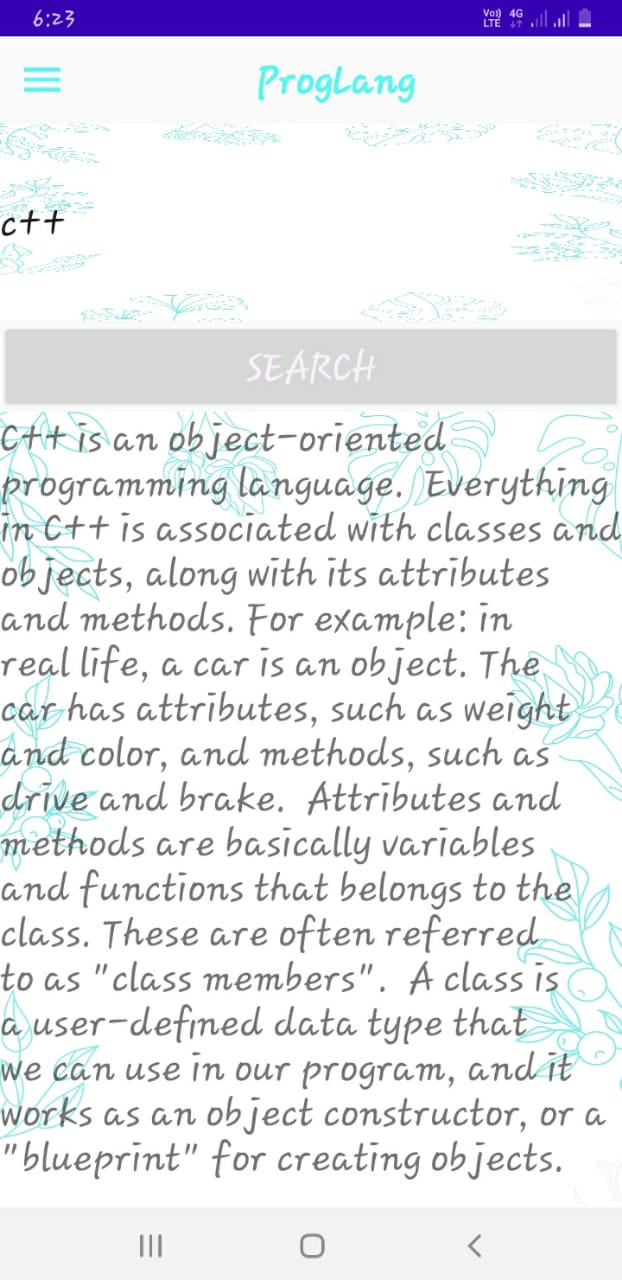 6:23
Vo)) LTE 4G
ProgLang
c++
SEARCH
C++ is an object-oriented
programming language.  Everything
in C++ is associated with classes and
objects, along with its attributes
and methods. For example: in
real life, a car is an object. The
car has attributes, such as weight
and color, and methods, such as
drive and brake.  Attributes and
methods are basically variables
and functions that belongs to the
class. These are often referred
to as "class members".  A class is
a user-defined data type that
we can use in our program, and it
works as an object constructor, or a
"blueprint" for creating objects.